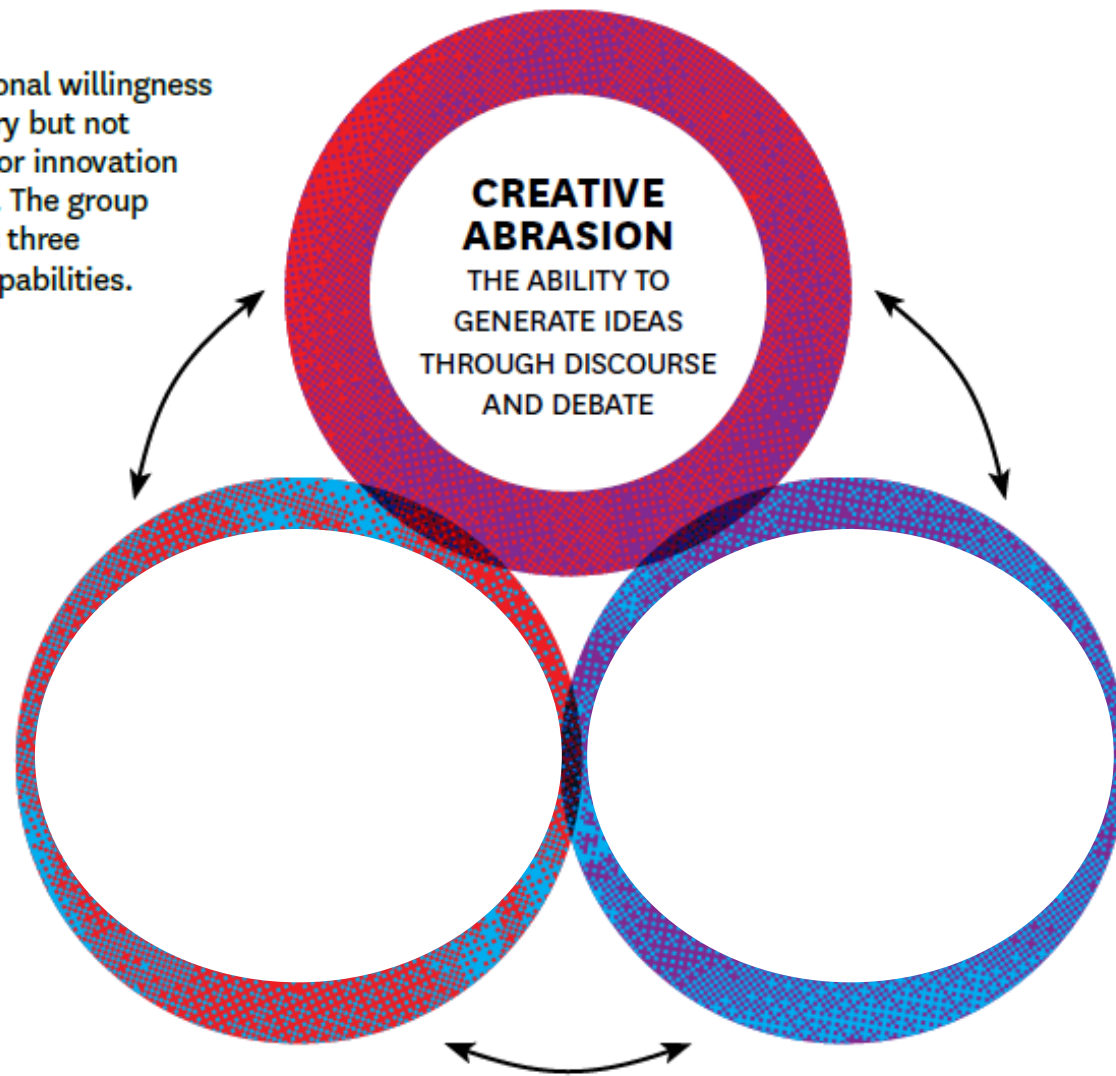 onal willingness
ry but not
or innovation
. The group
three
pabilities.
CREATIVE
ABRASION
THE ABILITY TO
GENERATE IDEAS
THROUGH DISCOURSE
AND DEBATE